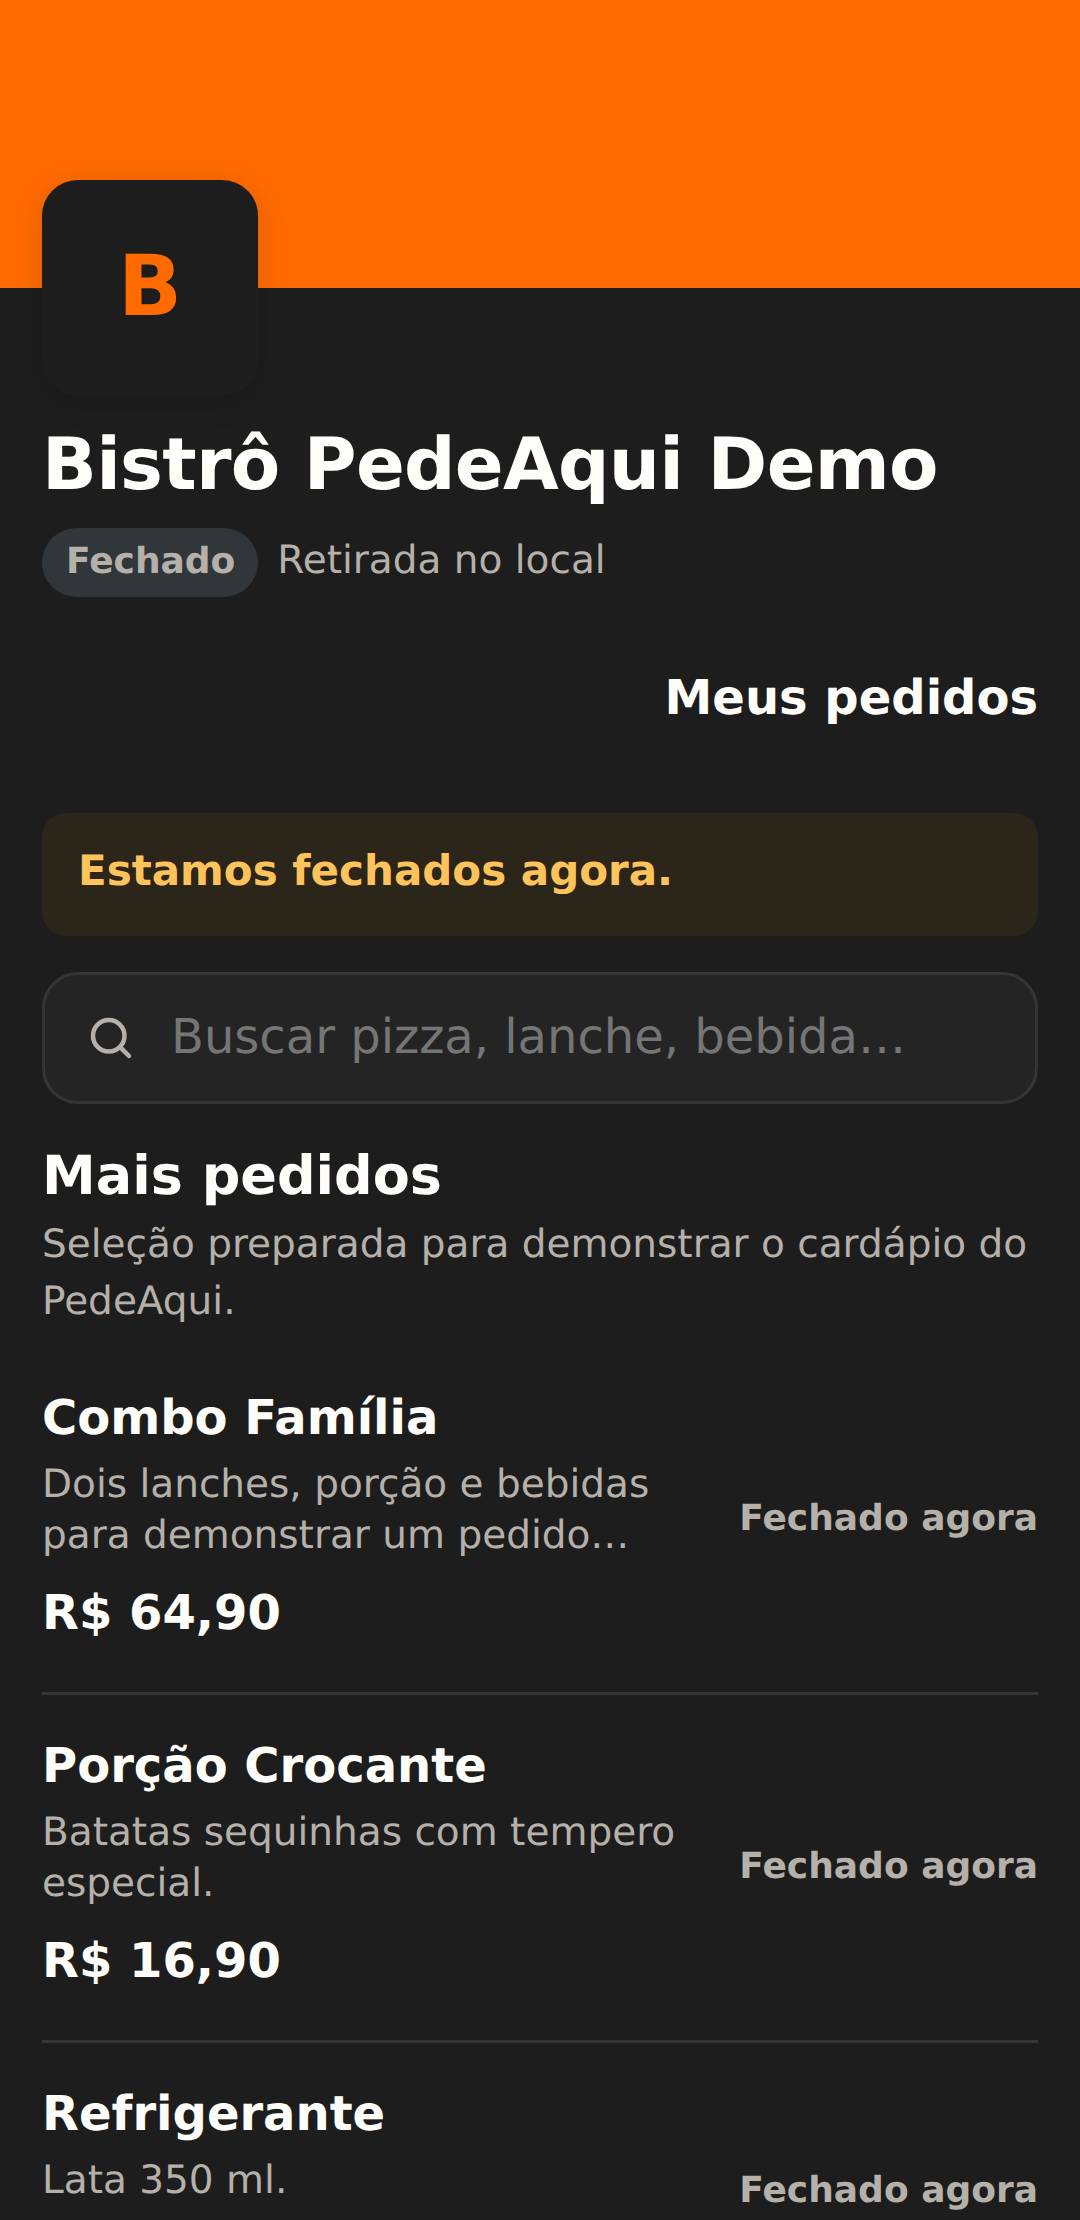 B
Bistrô PedeAqui Demo
Fechado Retirada no local
Meus pedidos
Estamos fechados agora.
Buscar pizza, lanche, bebida...
Mais pedidos
Seleção preparada para demonstrar o cardápio do
PedeAqui.
Combo Família
Dois lanches, porção e bebidas
para demonstrar um pedido...
Fechado agora
R$ 64,90
Porção Crocante
Batatas sequinhas com tempero
especial.
Fechado agora
R$ 16,90
Refrigerante
Lata 350 ml.
Fechado agora